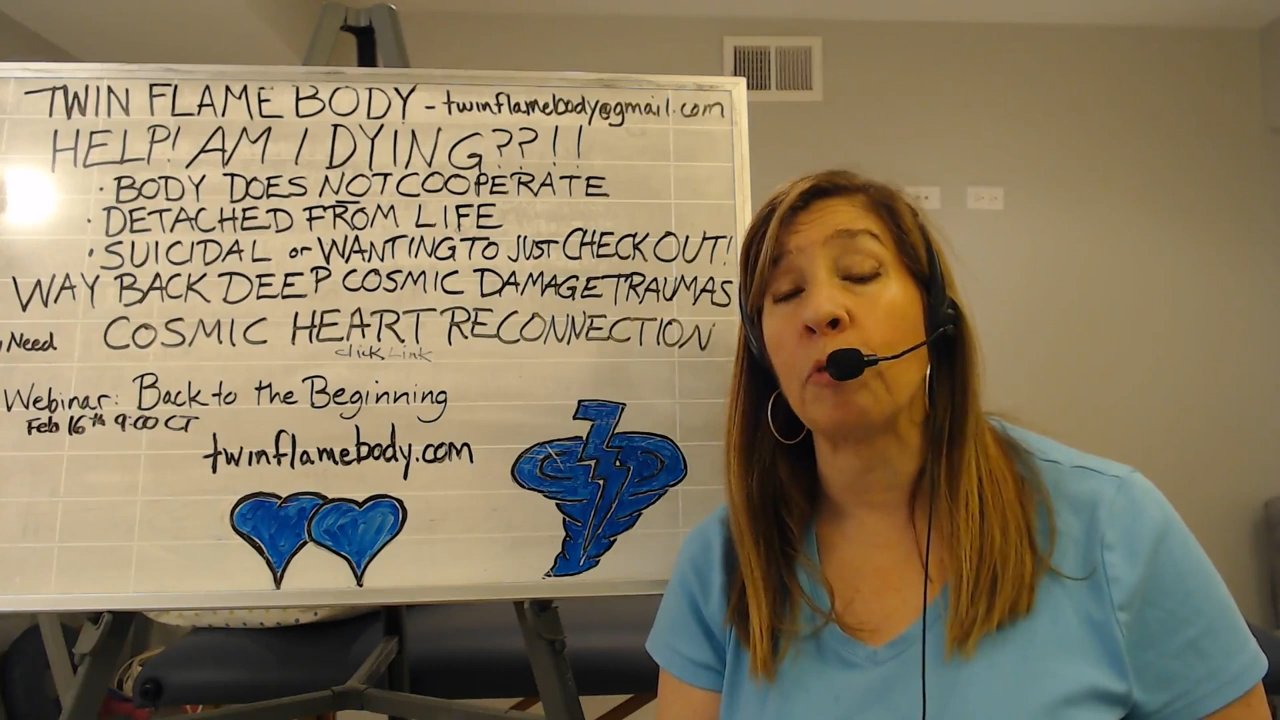 TWIN FLAME BODY - twinflamebody@gmail.com
HELP! AM I DYING??!!
· BODY DOES NOT COOPERATE
· DETACHED FROM LIFE
· SUICIDAL or WANTING TO JUST CHECK OUT!
WAY BACK DEEP COSMIC DAMAGE TRAUMAS
Need COSMIC HEART RECONNECTION
click Link
Webinar: Back to the Beginning
Feb 16th 9:00 CT
twinflamebody.com